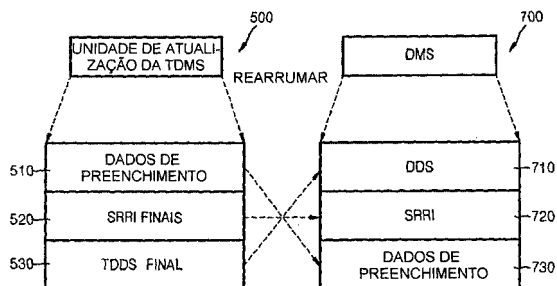 500
UNIDADE DE ATUALI-
ZAÇÃO DA TDMS
REARRUMAR
700
DMS
510
DADOS DE
PREENCHIMENTO
520
SRRI FINAIS
530
TDDS FINAL
DDS
710
SRRI
720
DADOS DE
PREENCHIMENTO
730